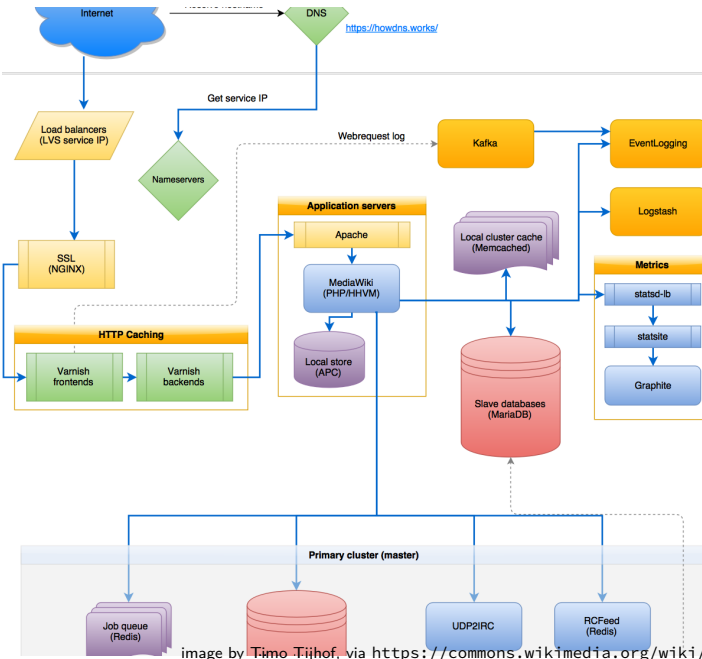 Internet
DNS
https://howdns.works/
Get service IP
Load balancers
(LVS service IP)
Webrequest log
Kafka
EventLogging
Nameservers
Application servers
Apache
Local cluster cache
(Memcached)
Logstash
SSL
(NGINX)
MediaWiki
(PHP/HHVM)
Metrics
statsd-lb
statsite
Graphite
HTTP Caching
Varnish
frontends
Varnish
backends
Local store
(APC)
Slave databases
(MariaDB)
Primary cluster (master)
Job queue
(Redis)
UDP2IRC
RCFeed
(Redis)
image by Timo Tijhof, via https://commons.wikimedia.org/wiki/